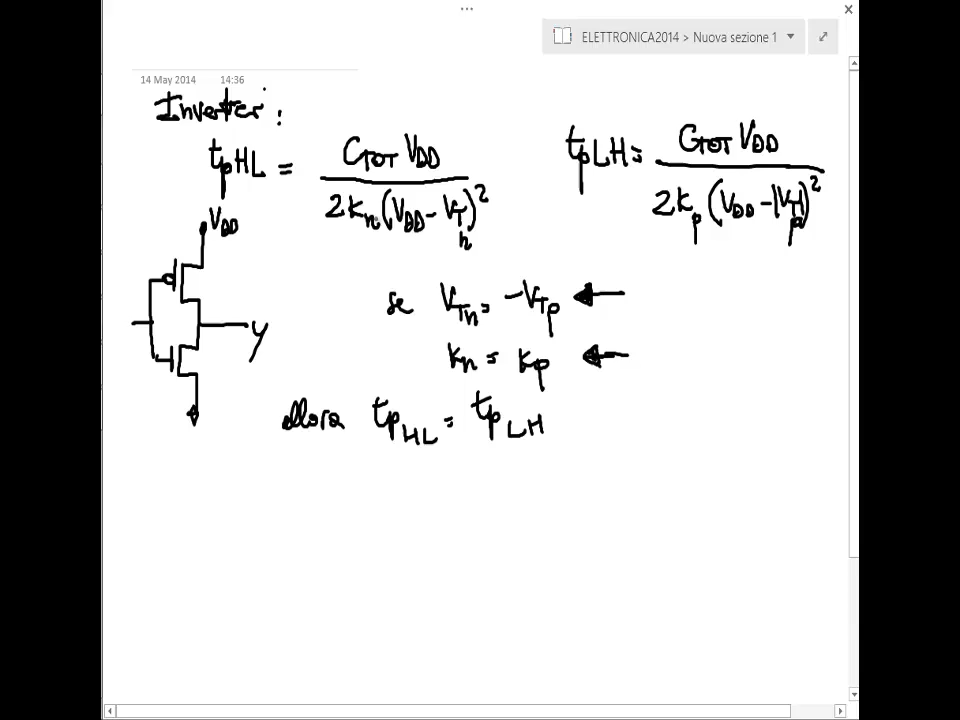 ELETTRONICA2014 > Nuova sezione 1
14 May 2014 14:36
Inverter:
tpHL = CTOT VDD / 2Kn(VDD - VTn)²
tpLH = CTOT VDD / 2Kp(VDD - |VTp|)²
VDD
se VTn = -VTp ←
Kn = Kp ←
Y
allora tpHL = tpLH